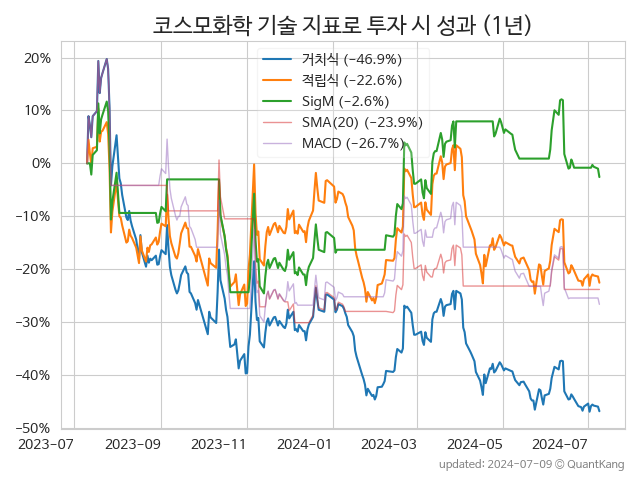 코스모화학 기술 지표로 투자 시 성과 (1년)
거치식 (−46.9%)
적립식 (−22.6%)
SigM (−2.6%)
SMA(20) (−23.9%)
MACD (−26.7%)
20%
10%
0%
−10%
−20%
−30%
−40%
−50%
2023-07 2023-09 2023-11 2024-01 2024-03 2024-05 2024-07
updated: 2024-07-09 ⓒ QuantKang